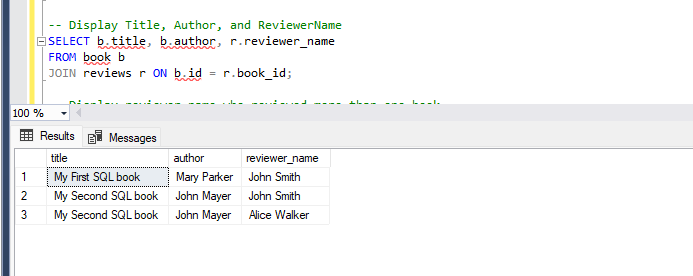 -- Display Title, Author, and ReviewerName
SELECT b.title, b.author, r.reviewer_name
FROM book b
JOIN reviews r ON b.id = r.book_id;
100 %
Results Messages
title author reviewer_name
1 My First SQL book Mary Parker John Smith
2 My Second SQL book John Mayer John Smith
3 My Second SQL book John Mayer Alice Walker